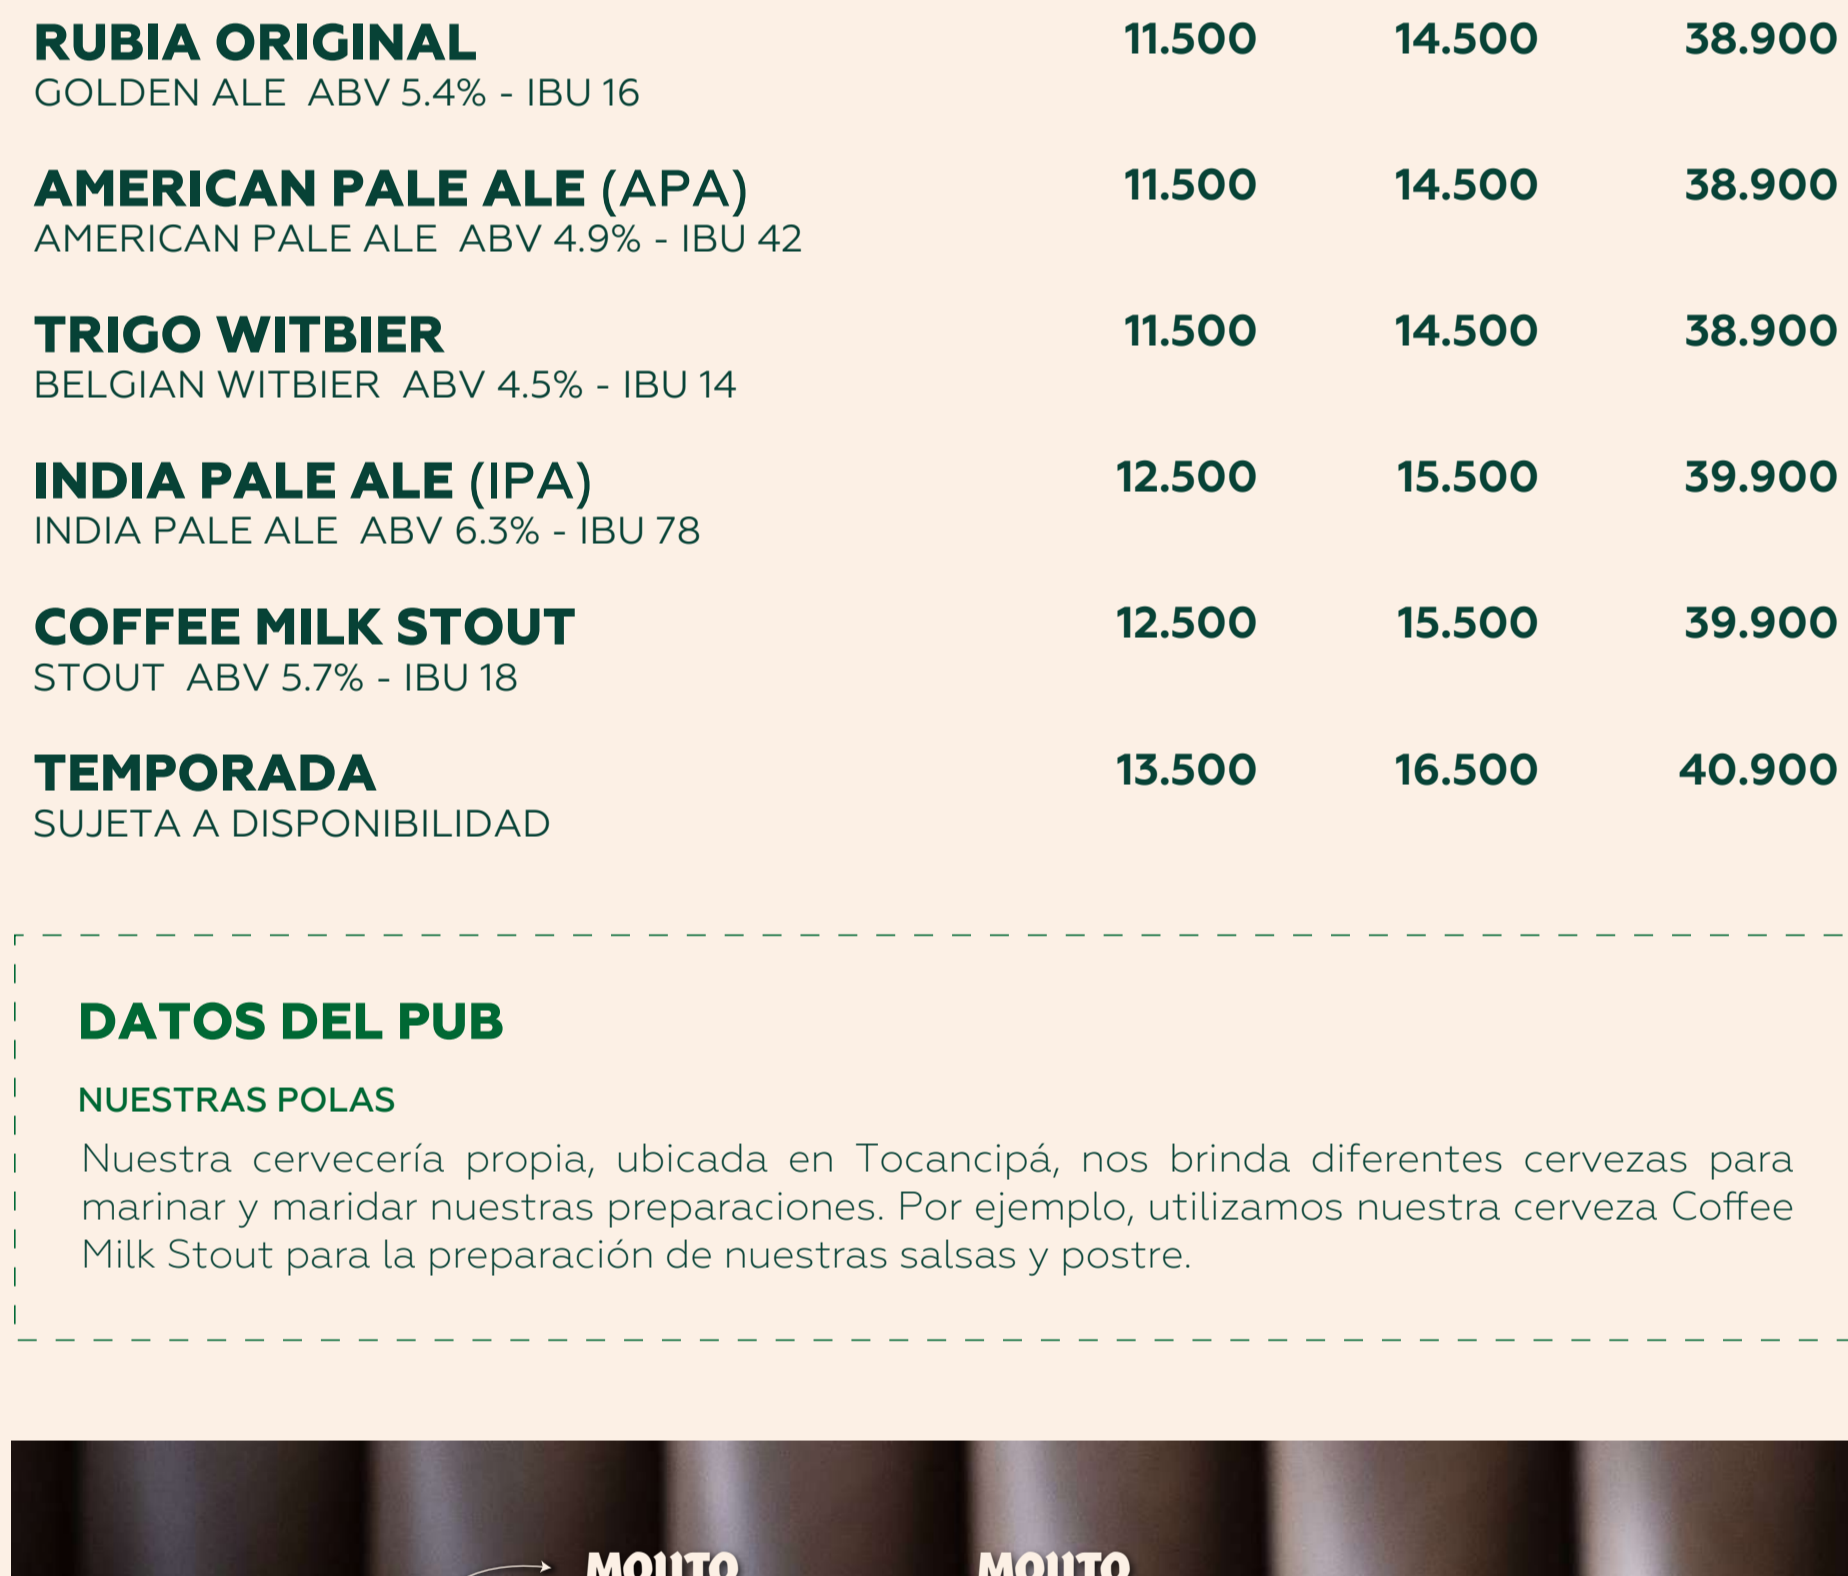 RUBIA ORIGINAL 11.500 14.500 38.900
GOLDEN ALE ABV 5.4% - IBU 16
AMERICAN PALE ALE (APA) 11.500 14.500 38.900
AMERICAN PALE ALE ABV 4.9% - IBU 42
TRIGO WITBIER 11.500 14.500 38.900
BELGIAN WITBIER ABV 4.5% - IBU 14
INDIA PALE ALE (IPA) 12.500 15.500 39.900
INDIA PALE ALE ABV 6.3% - IBU 78
COFFEE MILK STOUT 12.500 15.500 39.900
STOUT ABV 5.7% - IBU 18
TEMPORADA 13.500 16.500 40.900
SUJETA A DISPONIBILIDAD
DATOS DEL PUB
NUESTRAS POLAS
Nuestra cervecería propia, ubicada en Tocancipá, nos brinda diferentes cervezas para
marinar y maridar nuestras preparaciones. Por ejemplo, utilizamos nuestra cerveza Coffee
Milk Stout para la preparación de nuestras salsas y postre.
MOJITO MOJITO